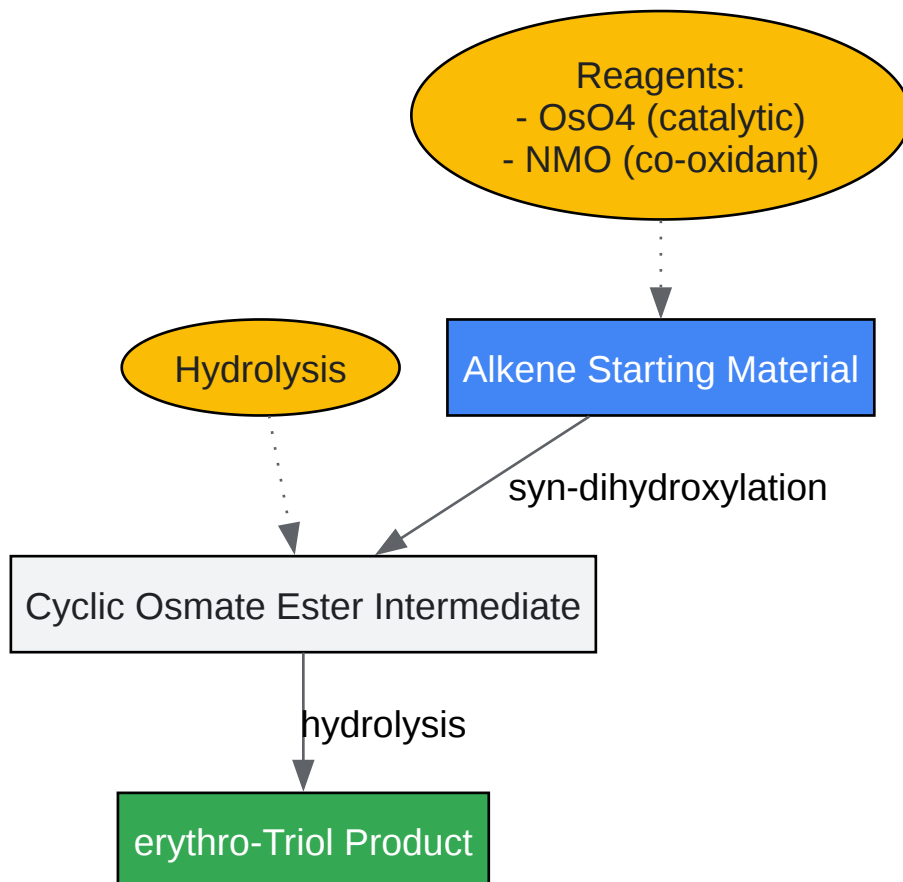 Reagents:
- OsO4 (catalytic)
- NMO (co-oxidant)
Hydrolysis
Alkene Starting Material
syn-dihydroxylation
Cyclic Osmate Ester Intermediate
hydrolysis
erythro-Triol Product